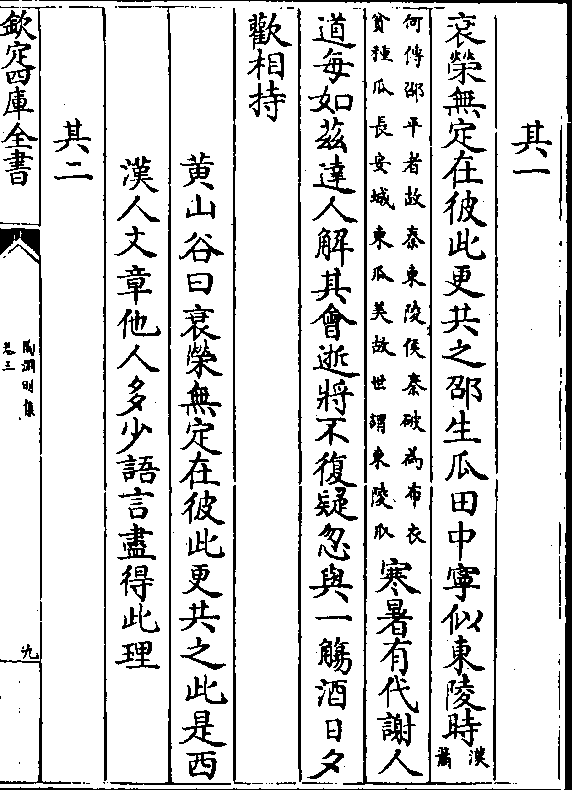 其一
衰榮無定在彼此更共之邵生瓜田中寧似東陵時
漢
蕭
何傳邵平者故秦東陵侯秦破為布衣
貧種瓜長安城東瓜美故世謂東陵瓜
寒暑有代謝人
道每如兹達人解其會逝將不復疑忽與一觴酒日夕
歡相持
黄山谷曰衰榮無定在彼此更共之此是西
漢人文章他人多少語言盡得此理
其二
欽定四庫全書
陶淵明集
卷三
九